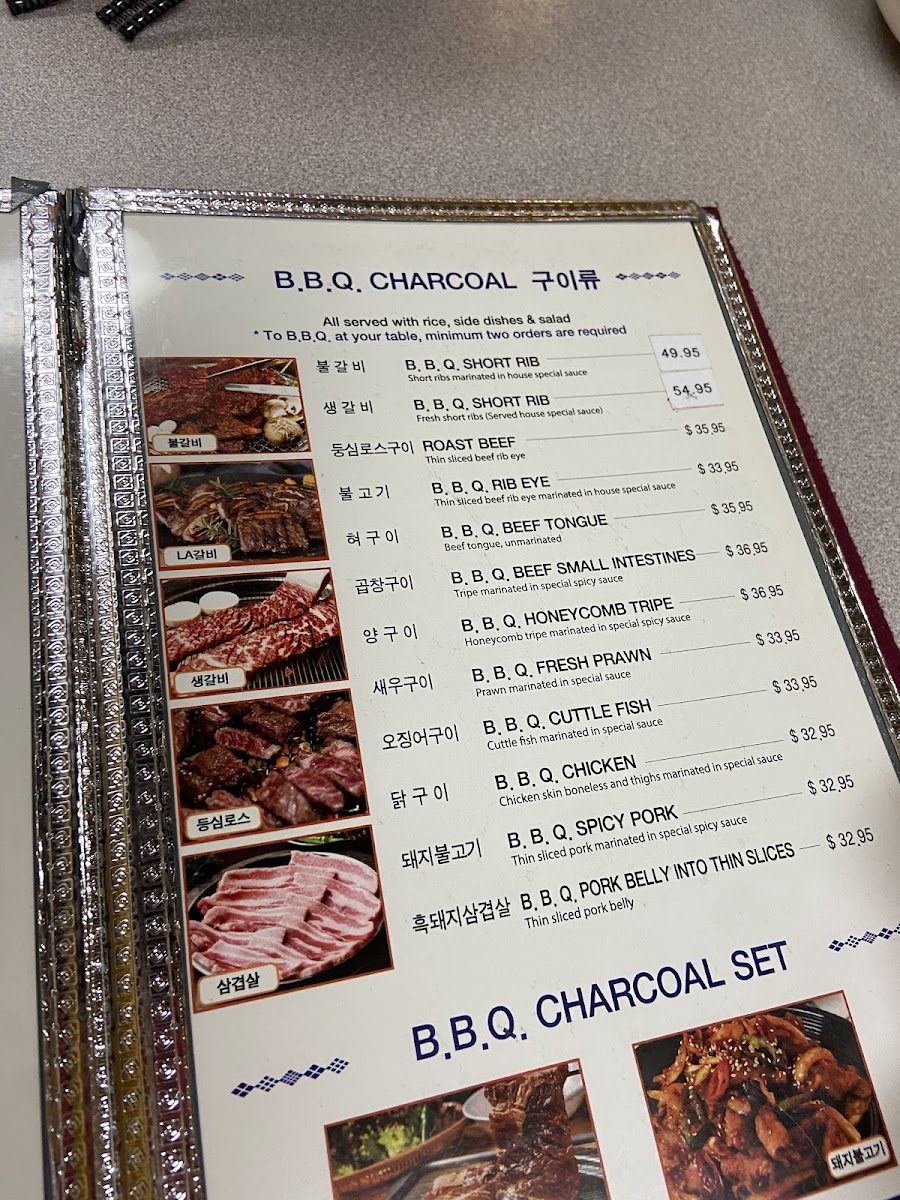 B.B.Q. CHARCOAL 구이류
All served with rice, side dishes & salad
* To B.B.Q. at your table, minimum two orders are required
불갈비 B. B. Q. SHORT RIB 49.95
Short ribs marinated in house special sauce
생갈비 B. B. Q. SHORT RIB 54.95
Fresh short ribs (Served house special sauce)
등심로스구이 ROAST BEEF $ 35.95
Thin sliced beef rib eye
불고기 B. B. Q. RIB EYE $ 33.95
Thin sliced beef rib eye marinated in house special sauce
혀구이 B. B. Q. BEEF TONGUE $ 35.95
Beef tongue, unmarinated
곱창구이 B. B. Q. BEEF SMALL INTESTINES $ 36.95
Tripe marinated in special spicy sauce
양구이 B. B. Q. HONEYCOMB TRIPE $ 36.95
Honeycomb tripe marinated in special spicy sauce
새우구이 B. B. Q. FRESH PRAWN $ 33.95
Prawn marinated in special sauce
오징어구이 B. B. Q. CUTTLE FISH $ 33.95
Cuttle fish marinated in special sauce
닭구이 B. B. Q. CHICKEN $ 32.95
Chicken skin boneless and thighs marinated in special sauce
돼지불고기 B. B. Q. SPICY PORK $ 32.95
Thin sliced pork marinated in special spicy sauce
흑돼지삼겹살 B. B. Q. PORK BELLY INTO THIN SLICES $ 32.95
Thin sliced pork belly
불갈비
LA갈비
생갈비
등심로스
삼겹살
B.B.Q. CHARCOAL SET
돼지불고기